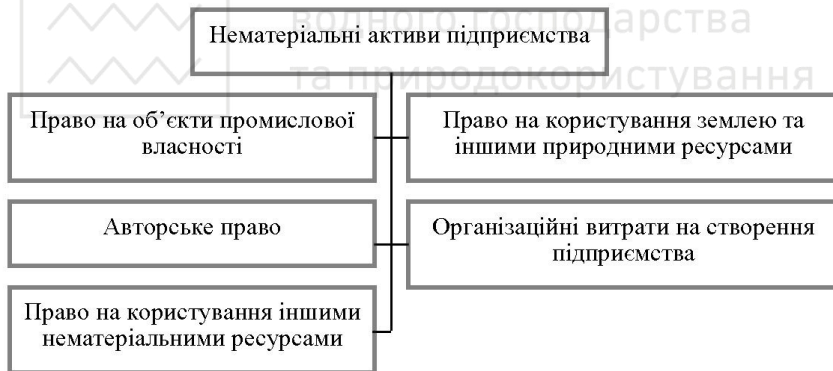 водного господарства
Нематеріальні активи підприємства
та природокористування
Право на об’єкти промислової
власності
Право на користування землею та
іншими природними ресурсами
Авторське право
Організаційні витрати на створення
підприємства
Право на користування іншими
нематеріальними ресурсами